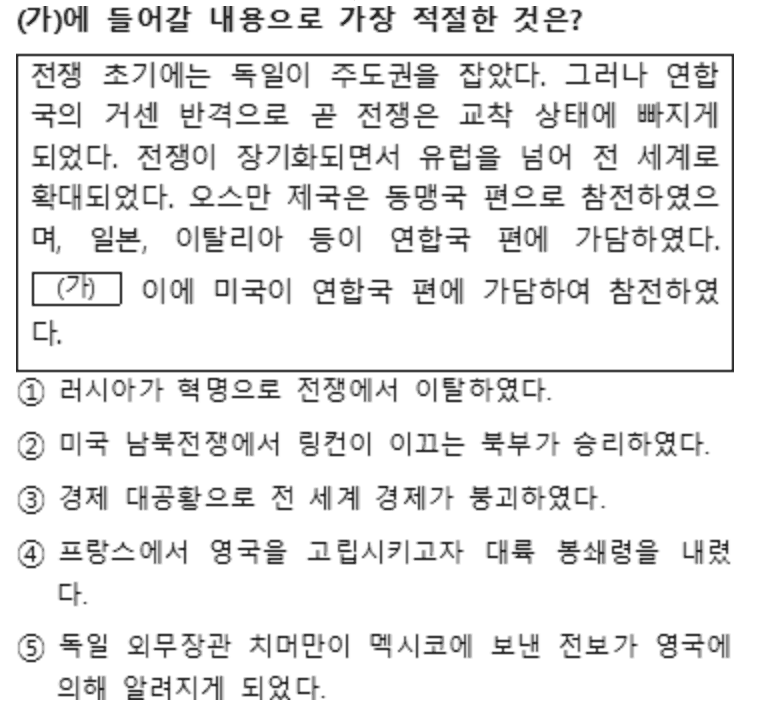 (가)에 들어갈 내용으로 가장 적절한 것은?
전쟁 초기에는 독일이 주도권을 잡았다. 그러나 연합
국의 거센 반격으로 곧 전쟁은 교착 상태에 빠지게
되었다. 전쟁이 장기화되면서 유럽을 넘어 전 세계로
확대되었다. 오스만 제국은 동맹국 편으로 참전하였으
며, 일본, 이탈리아 등이 연합국 편에 가담하였다.
(가) 이에 미국이 연합국 편에 가담하여 참전하였
다.
① 러시아가 혁명으로 전쟁에서 이탈하였다.
② 미국 남북전쟁에서 링컨이 이끄는 북부가 승리하였다.
③ 경제 대공황으로 전 세계 경제가 붕괴하였다.
④ 프랑스에서 영국을 고립시키고자 대륙 봉쇄령을 내렸
다.
⑤ 독일 외무장관 치머만이 멕시코에 보낸 전보가 영국에
의해 알려지게 되었다.